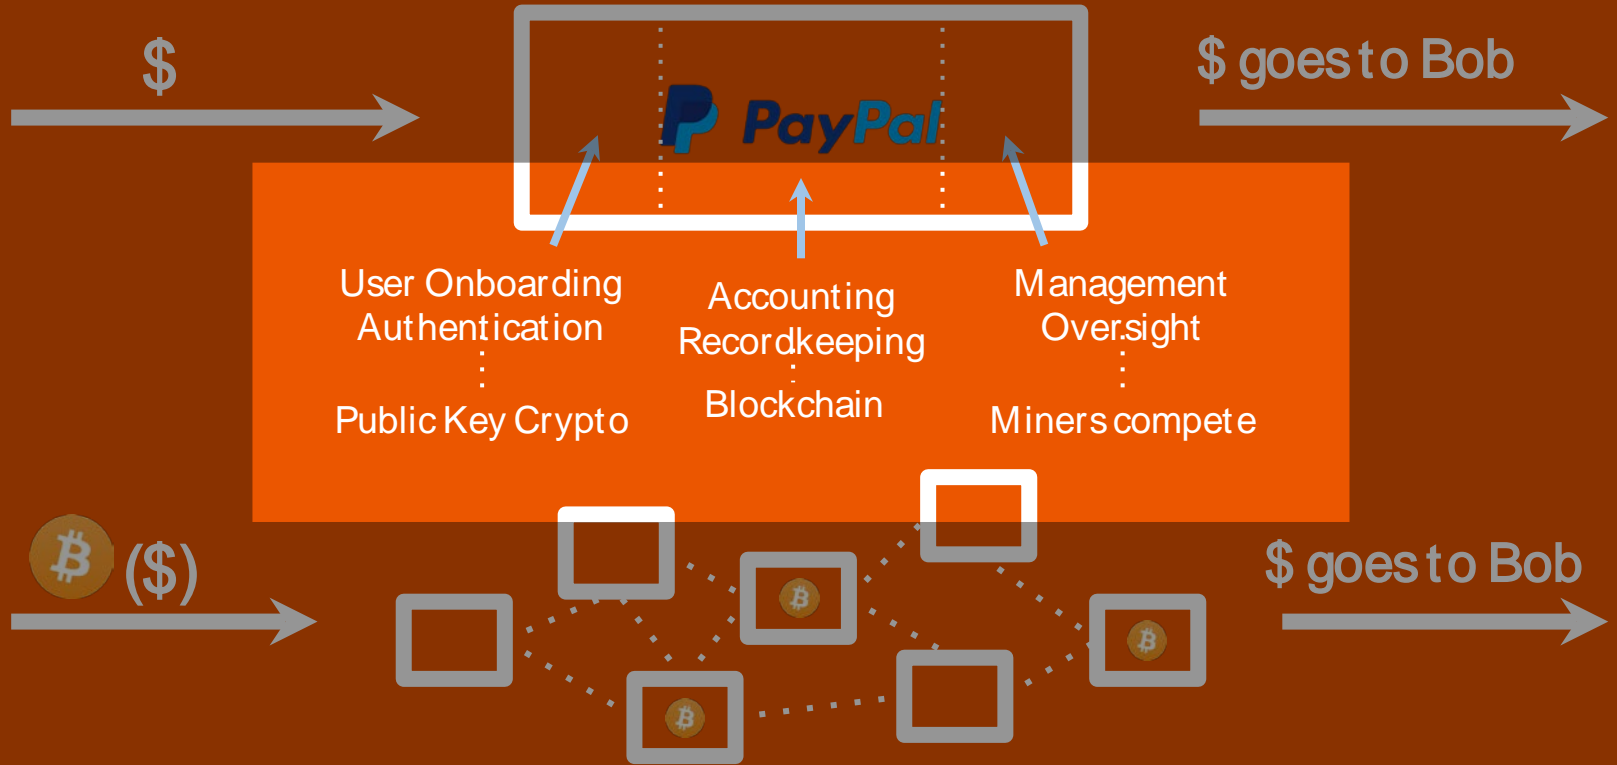 $
PayPal
$ goes to Bob
User Onboarding
Authentication
Public Key Crypto
Accounting
Recordkeeping
Blockchain
Management
Oversight
Miners compete
($)
$ goes to Bob